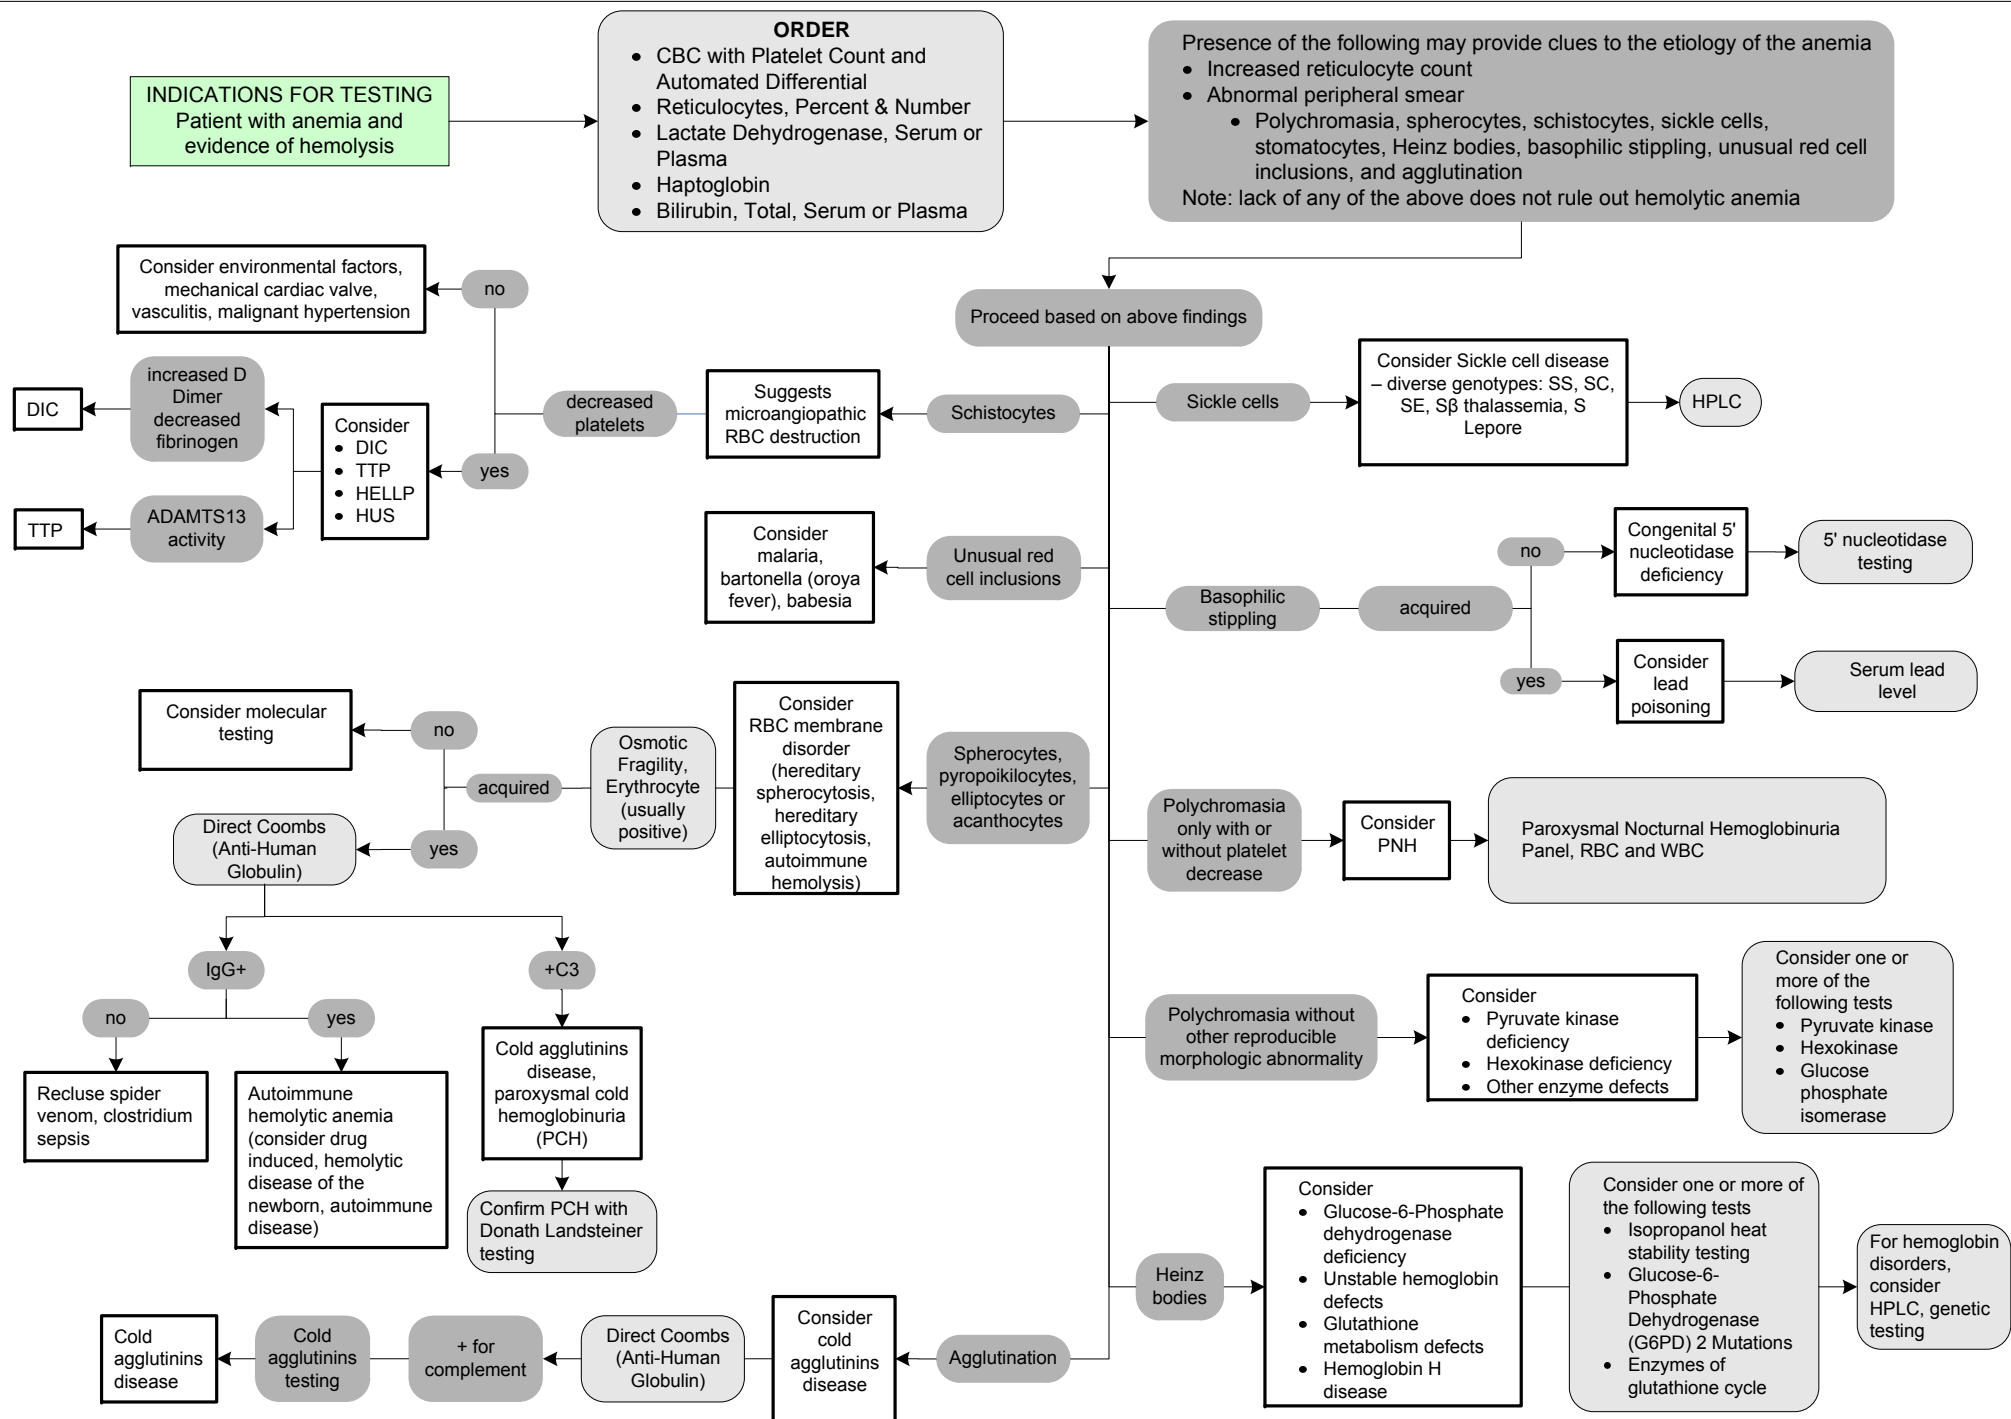 INDICATIONS FOR TESTING
Patient with anemia and
evidence of hemolysis
ORDER
• CBC with Platelet Count and
Automated Differential
• Reticulocytes, Percent & Number
• Lactate Dehydrogenase, Serum or
Plasma
• Haptoglobin
• Bilirubin, Total, Serum or Plasma
Presence of the following may provide clues to the etiology of the anemia
• Increased reticulocyte count
• Abnormal peripheral smear
• Polychromasia, spherocytes, schistocytes, sickle cells,
stomatocytes, Heinz bodies, basophilic stippling, unusual red cell
inclusions, and agglutination
Note: lack of any of the above does not rule out hemolytic anemia
Proceed based on above findings
Schistocytes
Suggests
microangiopathic
RBC destruction
decreased
platelets
no
Consider environmental factors,
mechanical cardiac valve,
vasculitis, malignant hypertension
yes
Consider
• DIC
• TTP
• HELLP
• HUS
increased D
Dimer
decreased
fibrinogen
DIC
ADAMTS13
activity
TTP
Sickle cells
Consider Sickle cell disease
– diverse genotypes: SS, SC,
SE, Sβ thalassemia, S
Lepore
HPLC
Unusual red
cell inclusions
Consider
malaria,
bartonella (oroya
fever), babesia
Basophilic
stippling
acquired
no
Congenital 5'
nucleotidase
deficiency
5' nucleotidase
testing
yes
Consider
lead
poisoning
Serum lead
level
Spherocytes,
pyropoikilocytes,
elliptocytes or
acanthocytes
Consider
RBC membrane
disorder
(hereditary
spherocytosis,
hereditary
elliptocytosis,
autoimmune
hemolysis)
Osmotic
Fragility,
Erythrocyte
(usually
positive)
acquired
no
Consider molecular
testing
yes
Direct Coombs
(Anti-Human
Globulin)
IgG+
no
Recluse spider
venom, clostridium
sepsis
yes
Autoimmune
hemolytic anemia
(consider drug
induced, hemolytic
disease of the
newborn, autoimmune
disease)
+C3
Cold agglutinins
disease,
paroxysmal cold
hemoglobinuria
(PCH)
Confirm PCH with
Donath Landsteiner
testing
Polychromasia
only with or
without platelet
decrease
Consider
PNH
Paroxysmal Nocturnal Hemoglobinuria
Panel, RBC and WBC
Polychromasia without
other reproducible
morphologic abnormality
Consider
• Pyruvate kinase
deficiency
• Hexokinase deficiency
• Other enzyme defects
Consider one or
more of the
following tests
• Pyruvate kinase
• Hexokinase
• Glucose
phosphate
isomerase
Heinz
bodies
Consider
• Glucose-6-Phosphate
dehydrogenase
deficiency
• Unstable hemoglobin
defects
• Glutathione
metabolism defects
• Hemoglobin H
disease
Consider one or more of
the following tests
• Isopropanol heat
stability testing
• Glucose-6-
Phosphate
Dehydrogenase
(G6PD) 2 Mutations
• Enzymes of
glutathione cycle
For hemoglobin
disorders,
consider
HPLC, genetic
testing
Agglutination
Consider
cold
agglutinins
disease
Direct Coombs
(Anti-Human
Globulin)
+ for
complement
Cold
agglutinins
testing
Cold
agglutinins
disease